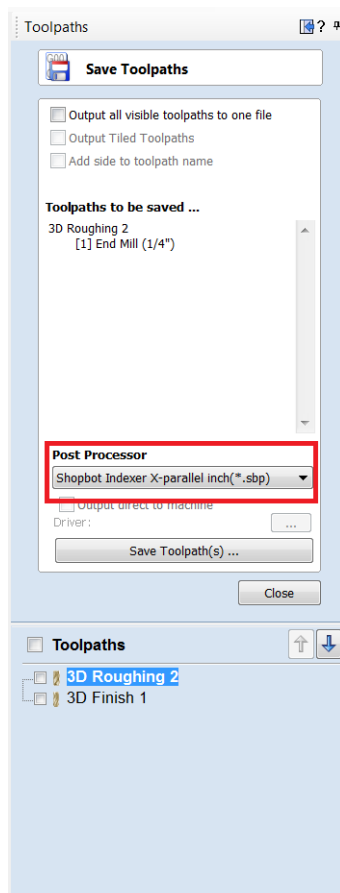 Toolpaths ?
G00
Save Toolpaths
Output all visible toolpaths to one file
Output Tiled Toolpaths
Add side to toolpath name
Toolpaths to be saved ...
3D Roughing 2
[1] End Mill (1/4")
Post Processor
Shopbot Indexer X-parallel inch(*.sbp)
Output direct to machine
Driver:
...
Save Toolpath(s) ...
Close
Toolpaths
3D Roughing 2
3D Finish 1